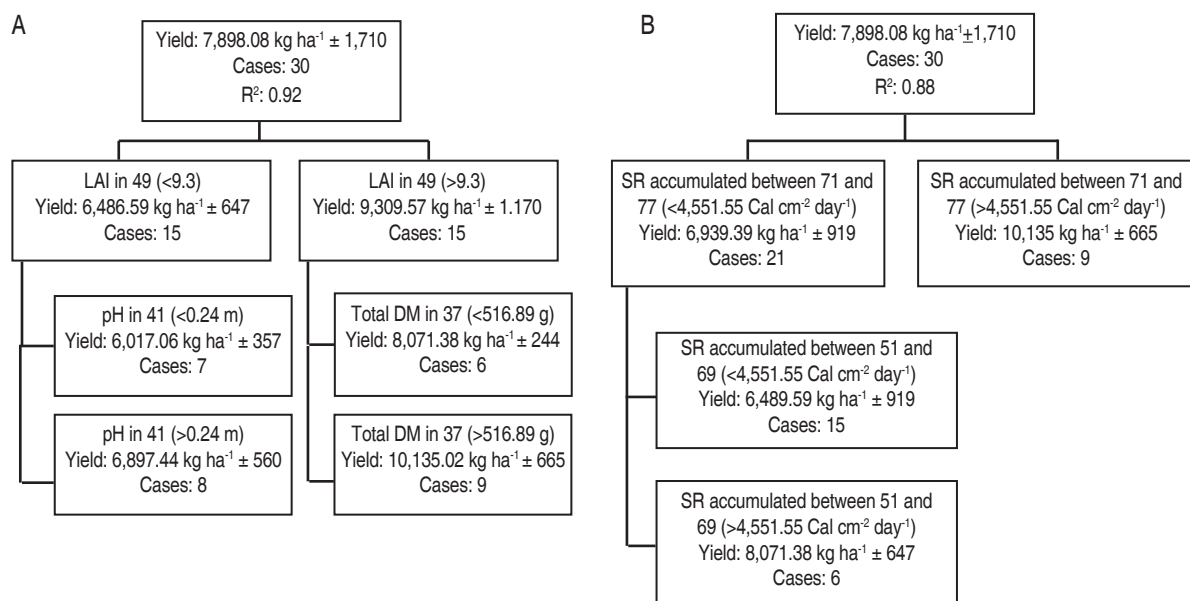 A
Yield: 7,898.08 kg ha⁻¹ ± 1,710
Cases: 30
R²: 0.92
LAI in 49 (<9.3)
Yield: 6,486.59 kg ha⁻¹ ± 647
Cases: 15
LAI in 49 (>9.3)
Yield: 9,309.57 kg ha⁻¹ ± 1.170
Cases: 15
pH in 41 (<0.24 m)
Yield: 6,017.06 kg ha⁻¹ ± 357
Cases: 7
Total DM in 37 (<516.89 g)
Yield: 8,071.38 kg ha⁻¹ ± 244
Cases: 6
pH in 41 (>0.24 m)
Yield: 6,897.44 kg ha⁻¹ ± 560
Cases: 8
Total DM in 37 (>516.89 g)
Yield: 10,135.02 kg ha⁻¹ ± 665
Cases: 9
B
Yield: 7,898.08 kg ha⁻¹±1,710
Cases: 30
R²: 0.88
SR accumulated between 71 and
77 (<4,551.55 Cal cm⁻² day⁻¹)
Yield: 6,939.39 kg ha⁻¹ ± 919
Cases: 21
SR accumulated between 71 and
77 (>4,551.55 Cal cm⁻² day⁻¹)
Yield: 10,135 kg ha⁻¹ ± 665
Cases: 9
SR accumulated between 51 and
69 (<4,551.55 Cal cm⁻² day⁻¹)
Yield: 6,489.59 kg ha⁻¹ ± 919
Cases: 15
SR accumulated between 51 and
69 (>4,551.55 Cal cm⁻² day⁻¹)
Yield: 8,071.38 kg ha⁻¹ ± 647
Cases: 6